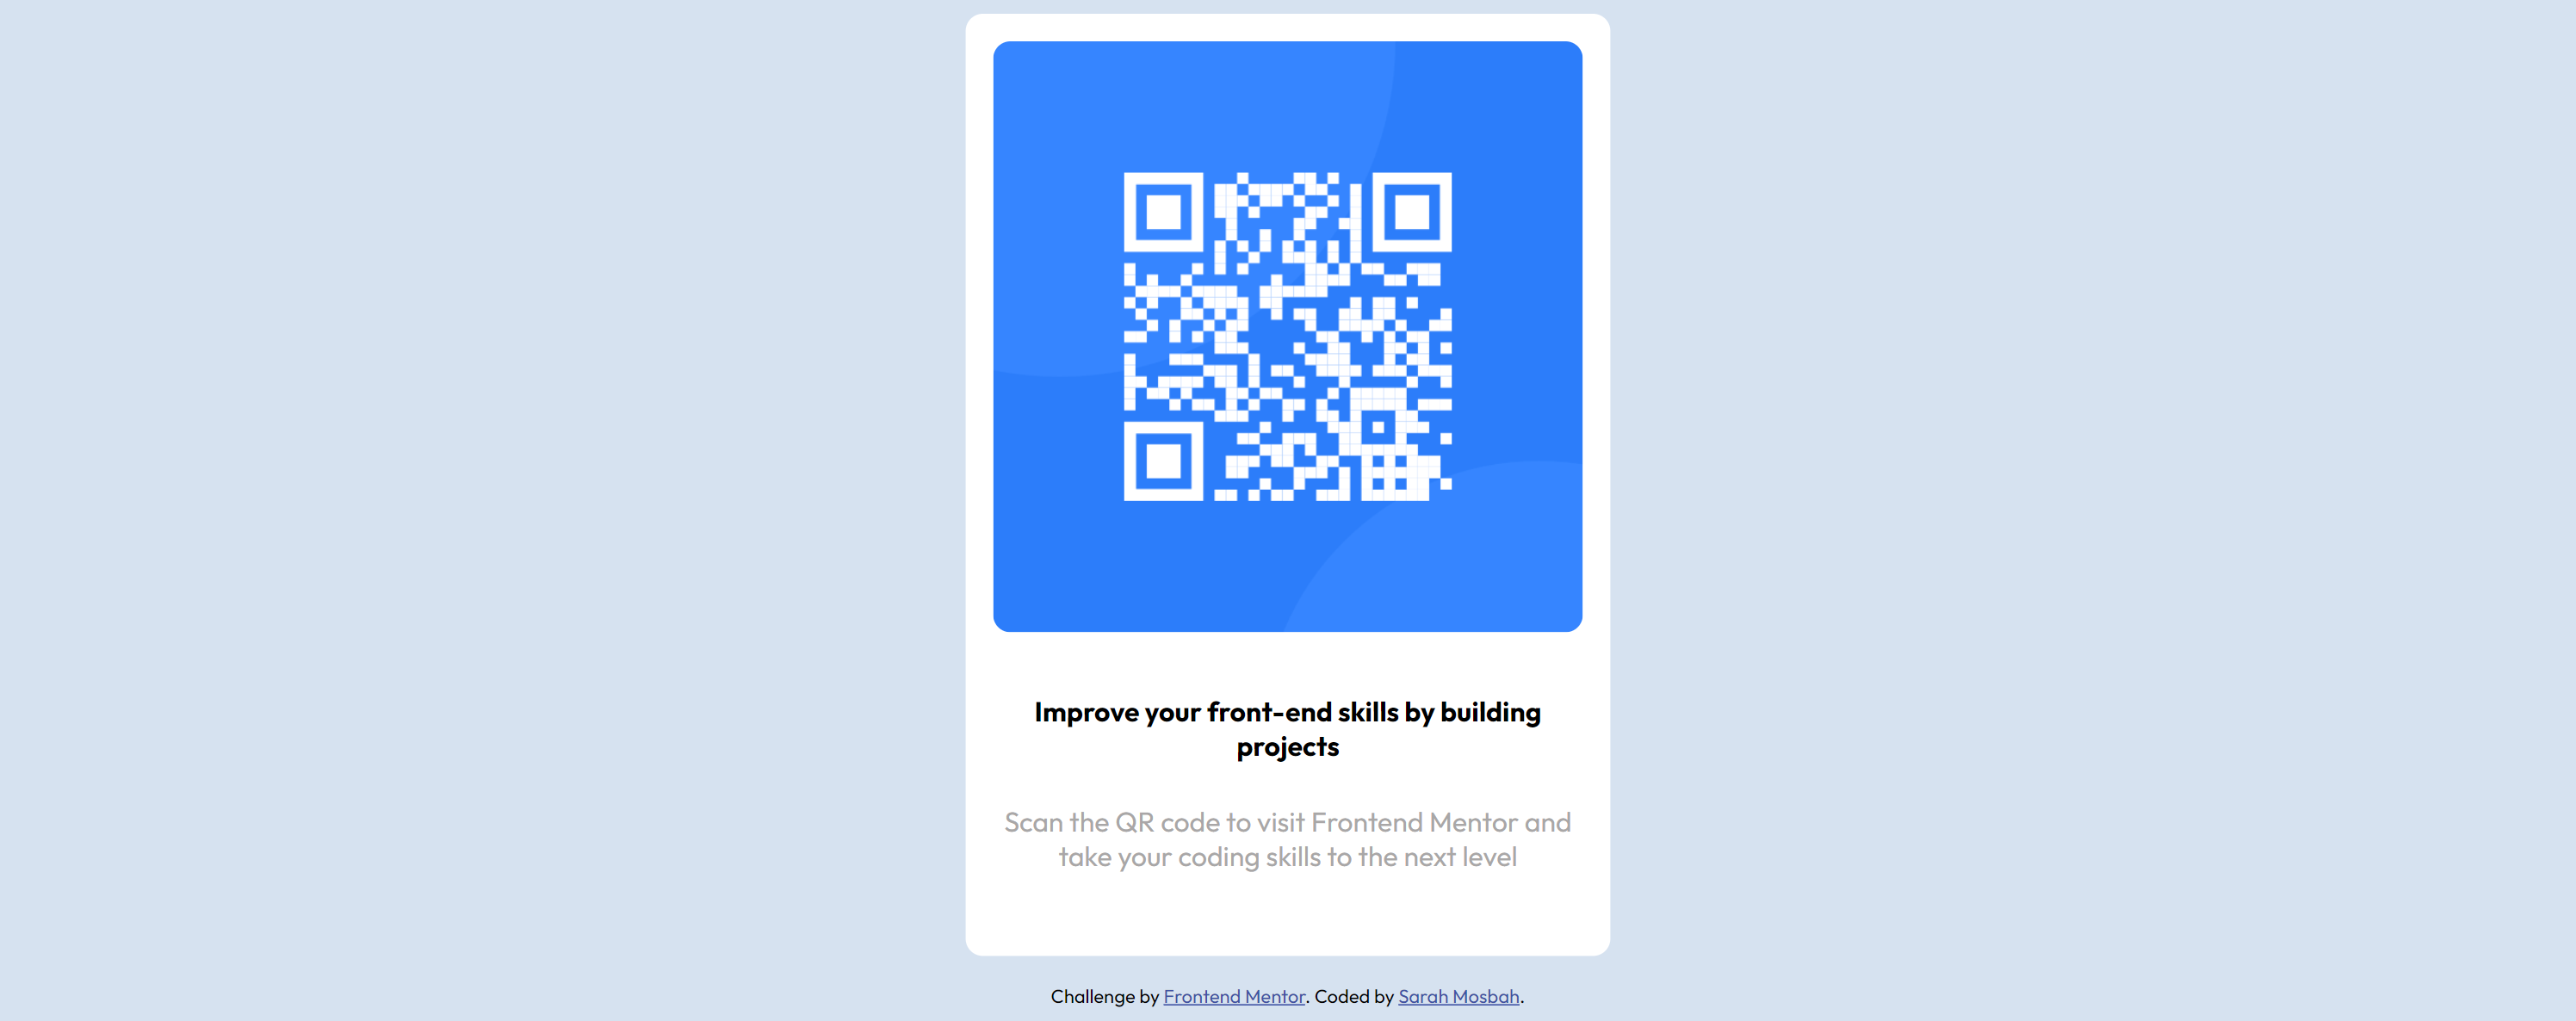 Improve your front-end skills by building
projects
Scan the QR code to visit Frontend Mentor and
take your coding skills to the next level
Challenge by Frontend Mentor. Coded by Sarah Mosbah.